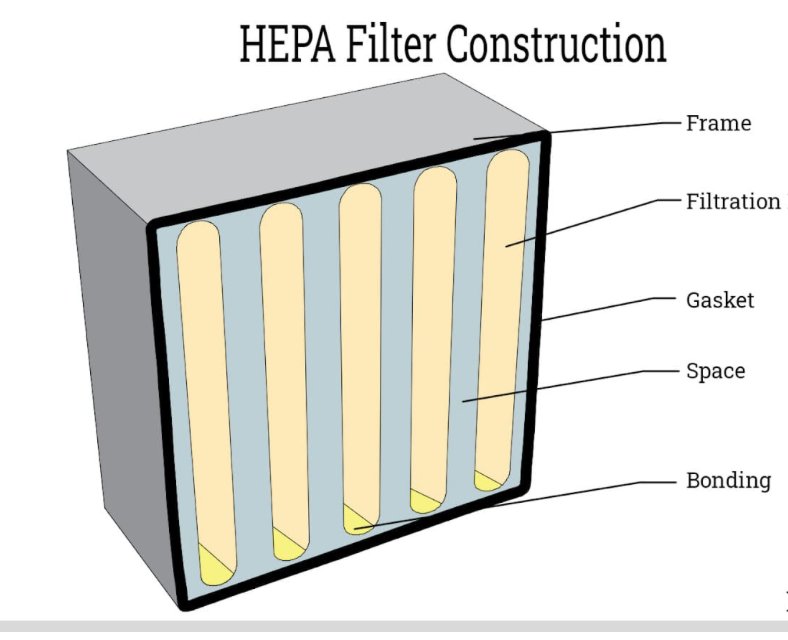 HEPA Filter Construction
Frame
Filtration
Gasket
Space
Bonding